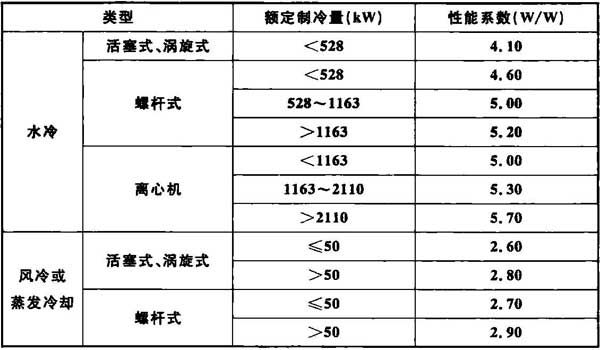 类型 额定制冷量(kW) 性能系数(W/W)
水冷 活塞式、涡旋式 <528 4.10
螺杆式 <528 4.60
528～1163 5.00
>1163 5.20
离心机 <1163 5.00
1163～2110 5.30
>2110 5.70
风冷或
蒸发冷却 活塞式、涡旋式 ≤50 2.60
>50 2.80
螺杆式 ≤50 2.70
>50 2.90